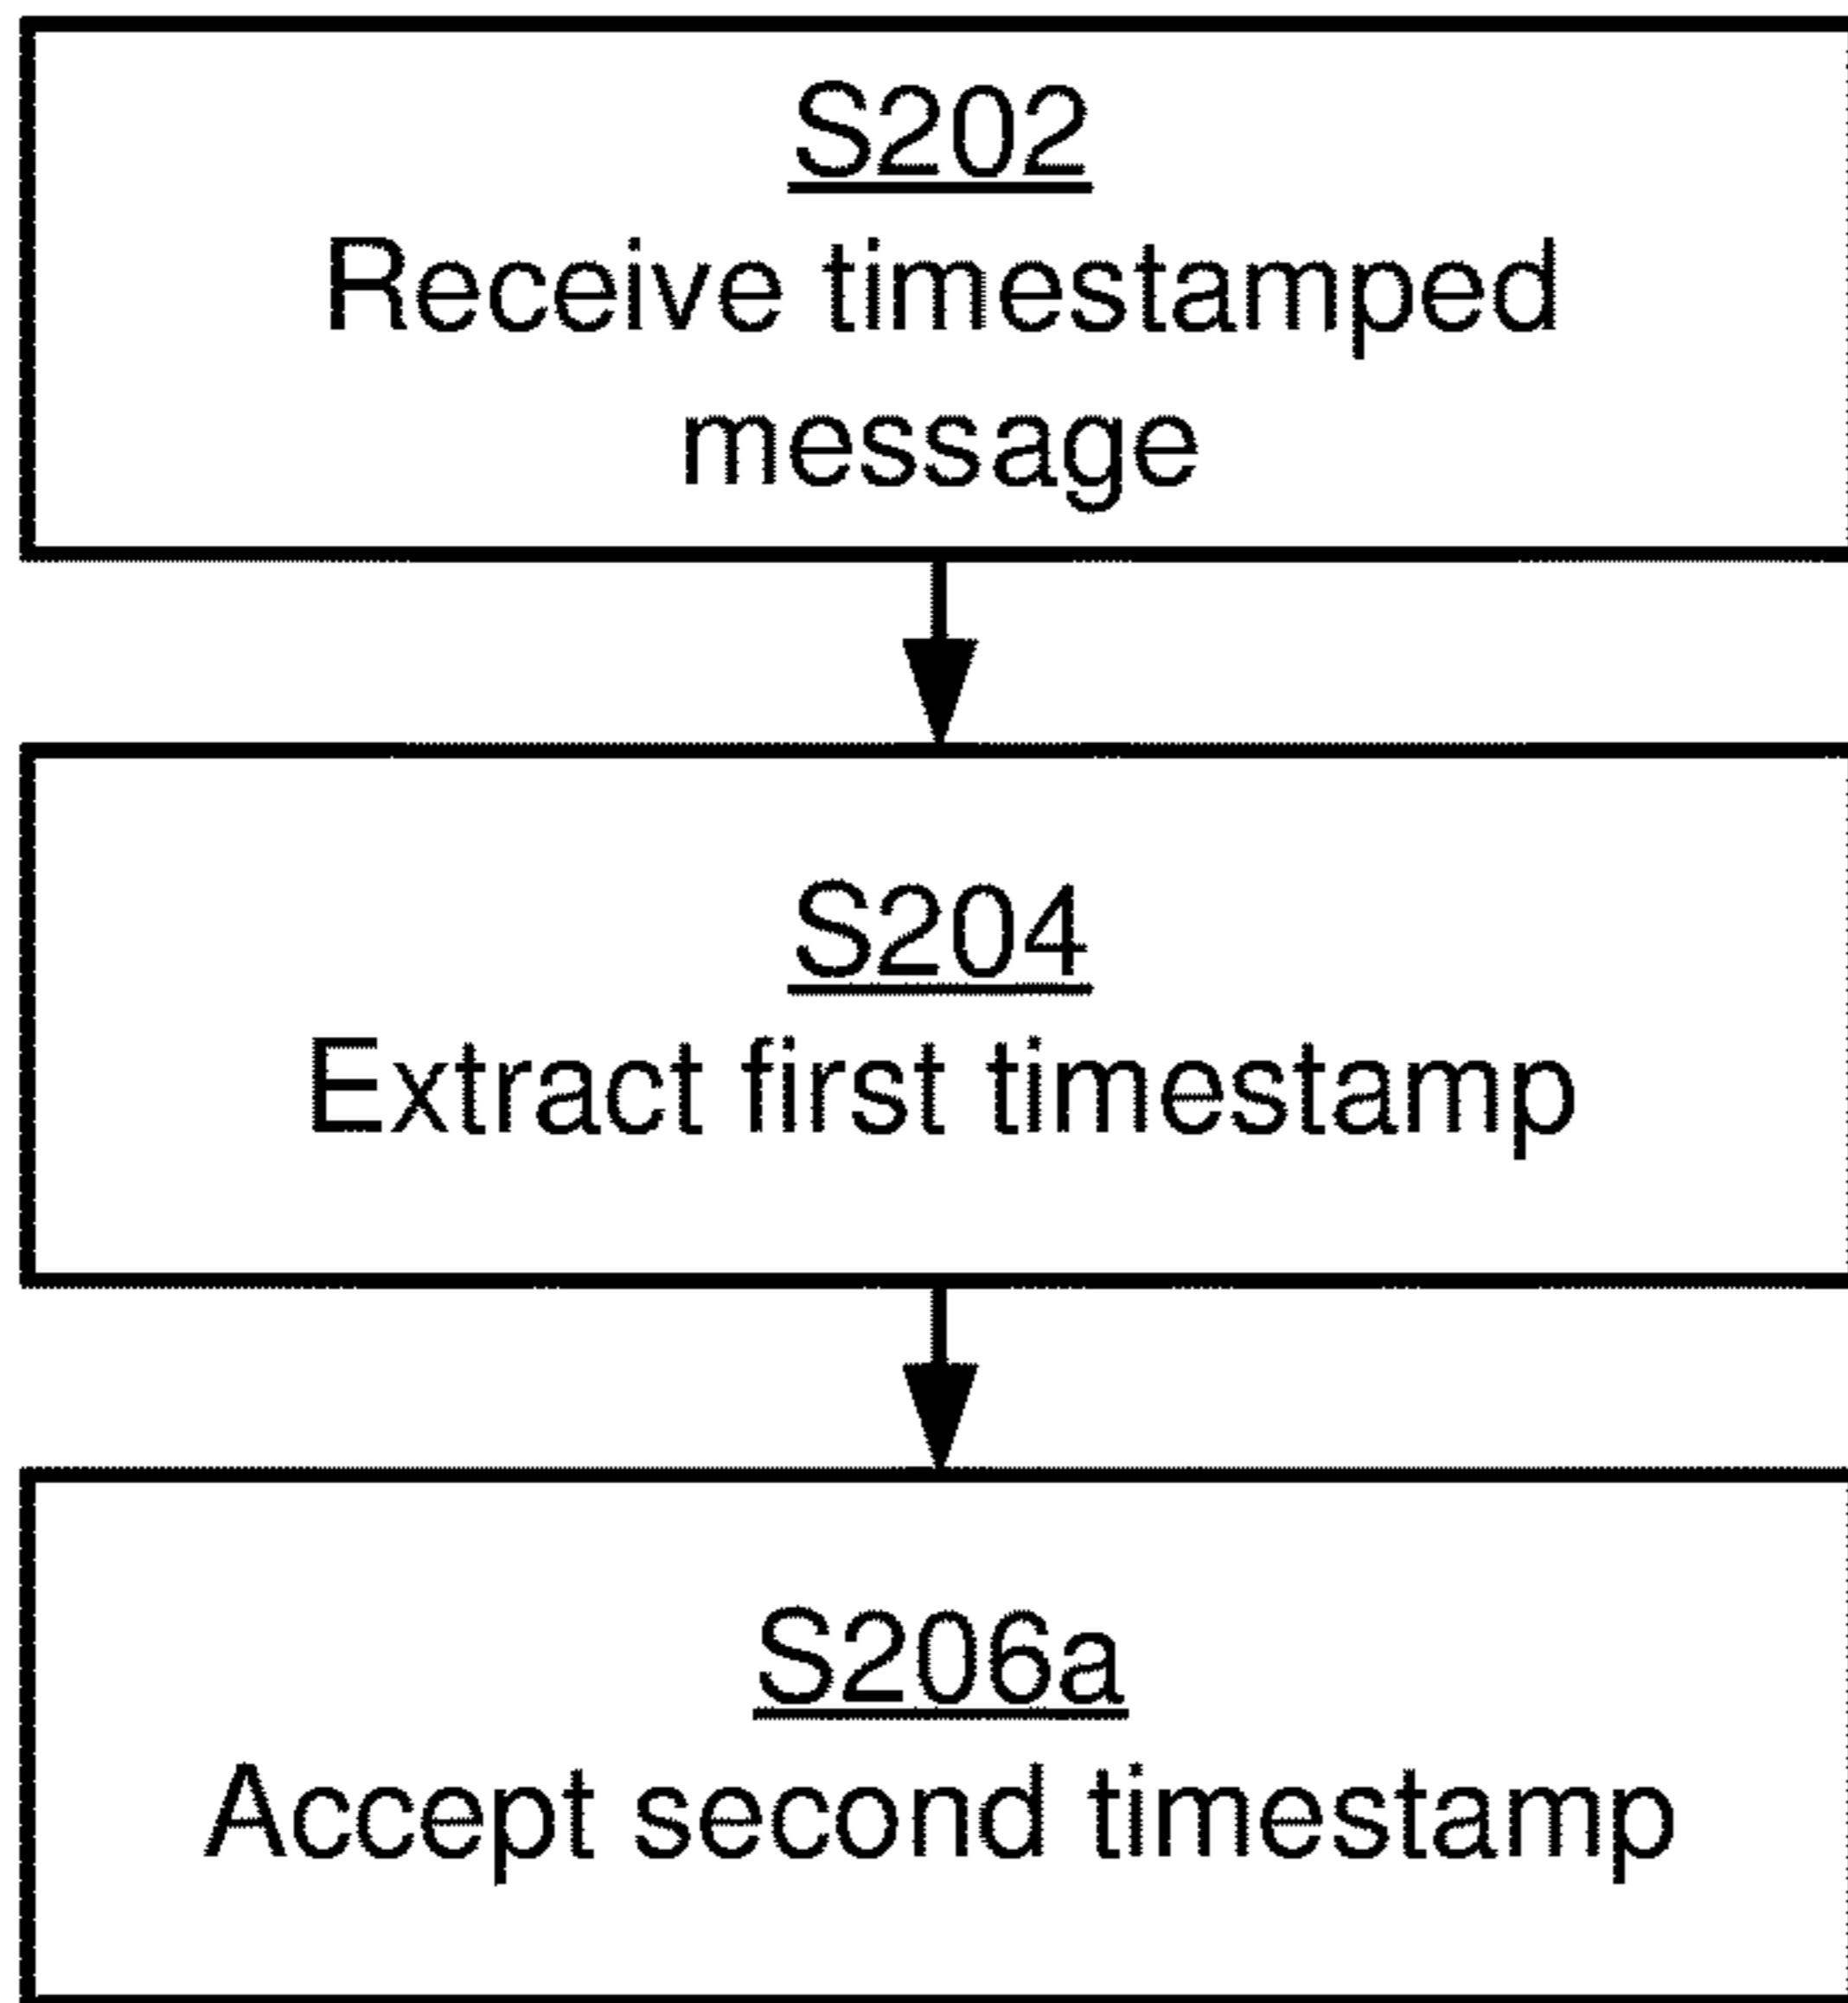 S202
Receive timestamped
message
S204
Extract first timestamp
S206a
Accept second timestamp